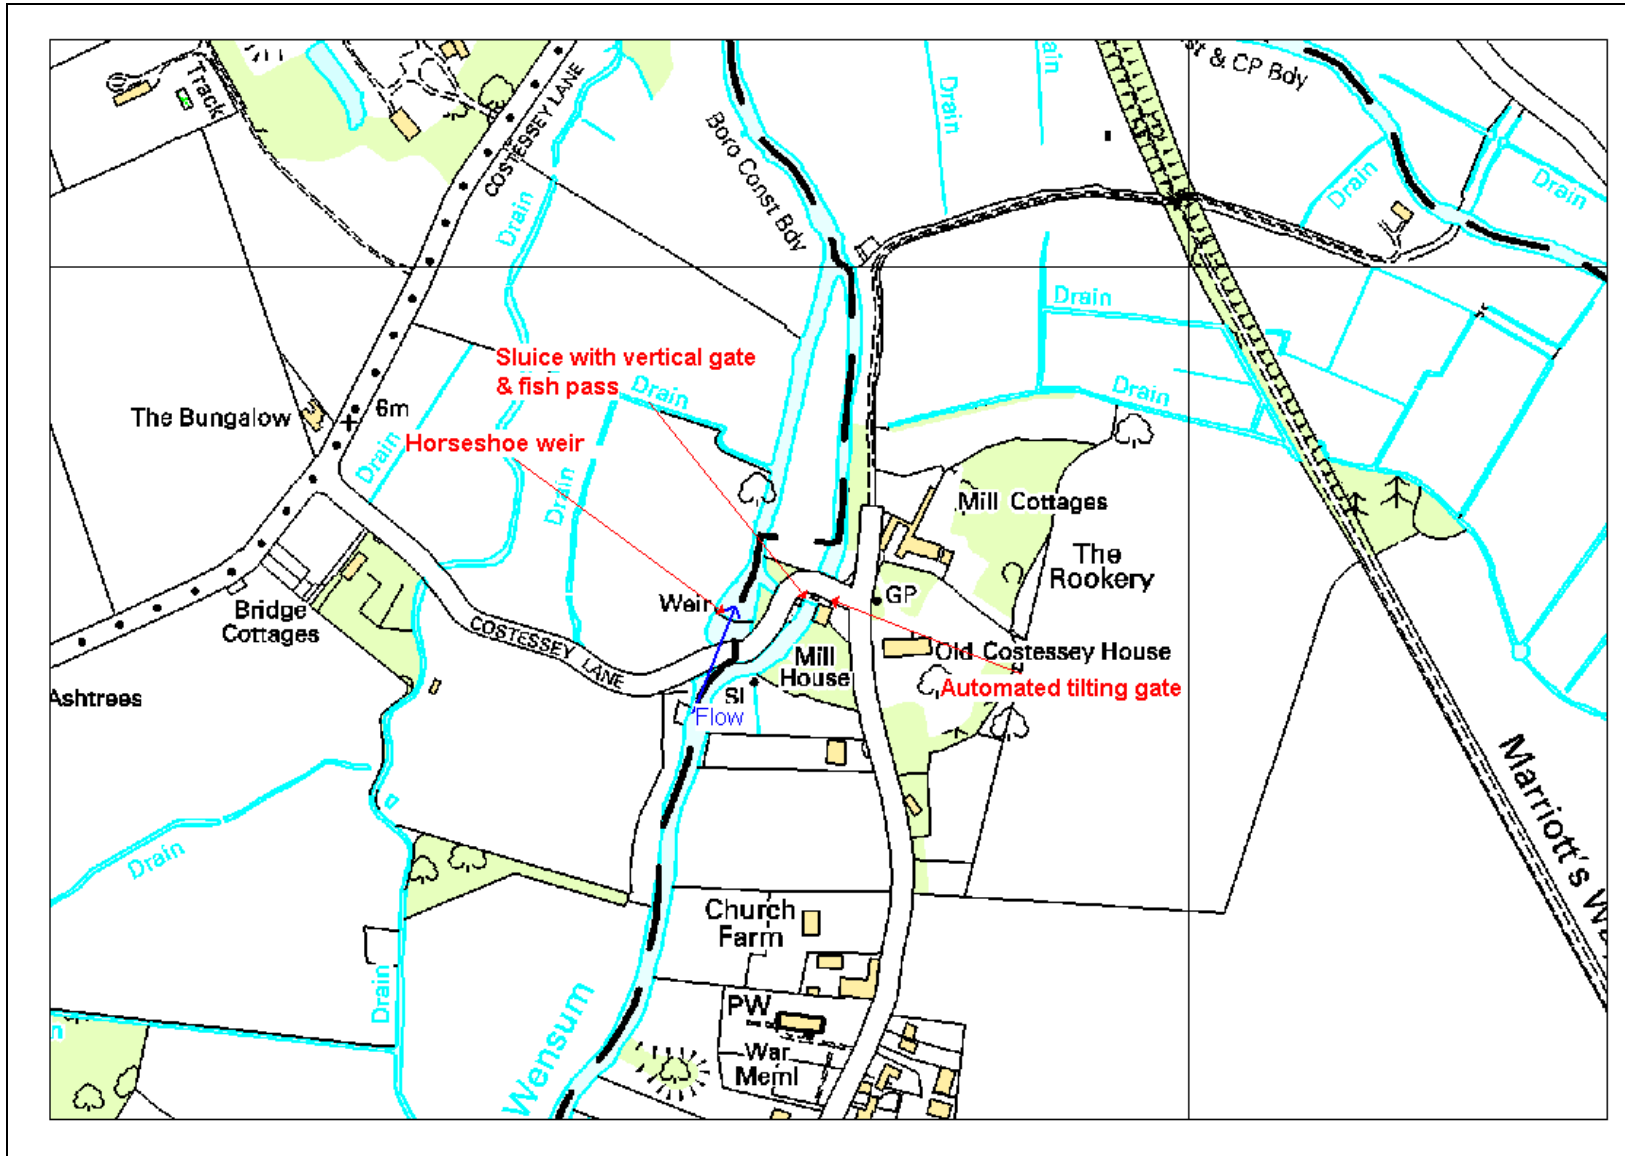 Track
COSTESSEY LANE
Drain
Boro Const Bdy
Drain
ain
& CP Bdy
Drain
Drain
Drain
Drain
Sluice with vertical gate
& fish pass
Drain
The Bungalow
6m
Horseshoe weir
Drain
Drain
Mill Cottages
The
Rookery
GP
Weir
Bridge
Cottages
COSTESSEY LANE
Old Costessey House
Mill
House
Automated tilting gate
Ashtrees
Sl
Flow
Marriott's Wa
Drain
Church
Farm
Drain
PW
War
Meml
Wensum
n